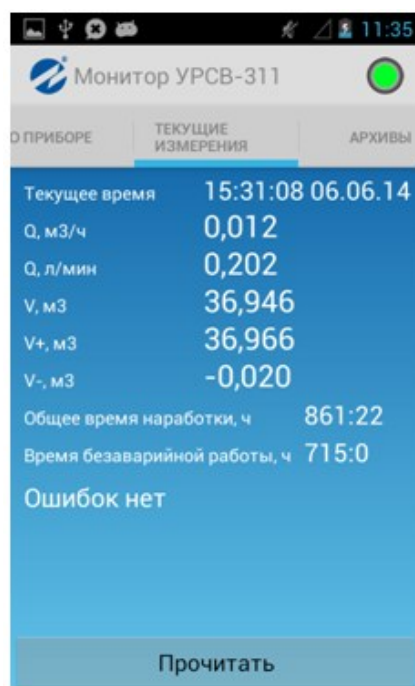 11:35
Монитор УРСВ-311
О ПРИБОРЕ
ТЕКУЩИЕ
ИЗМЕРЕНИЯ
АРХИВЫ
Текущее время 15:31:08 06.06.14
Q, м3/ч 0,012
Q, л/мин 0,202
V, м3 36,946
V+, м3 36,966
V-, м3 -0,020
Общее время наработки, ч 861:22
Время безаварийной работы, ч 715:0
Ошибок нет
Прочитать